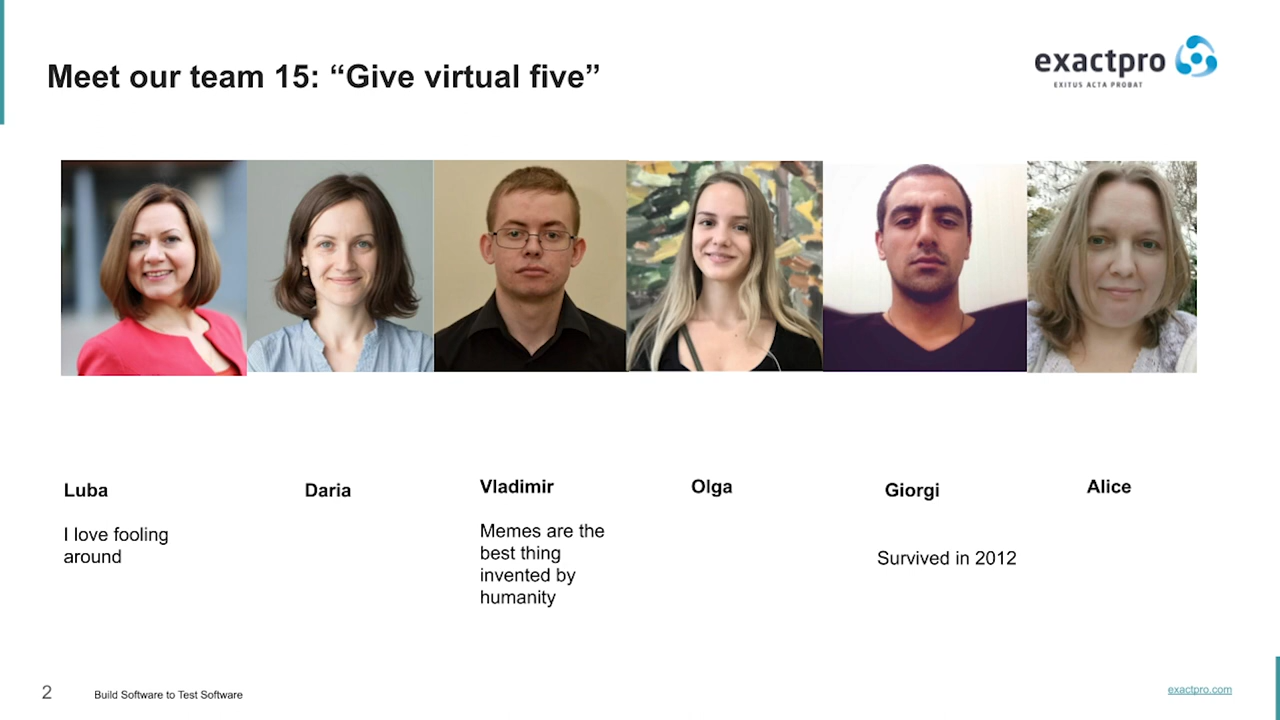 Meet our team 15: “Give virtual five”
exactpro
EXITUS ACTA PROBAT
Luba
Daria
Vladimir
Olga
Giorgi
Alice
I love fooling
around
Memes are the
best thing
invented by
humanity
Survived in 2012
2
Build Software to Test Software
exactpro.com